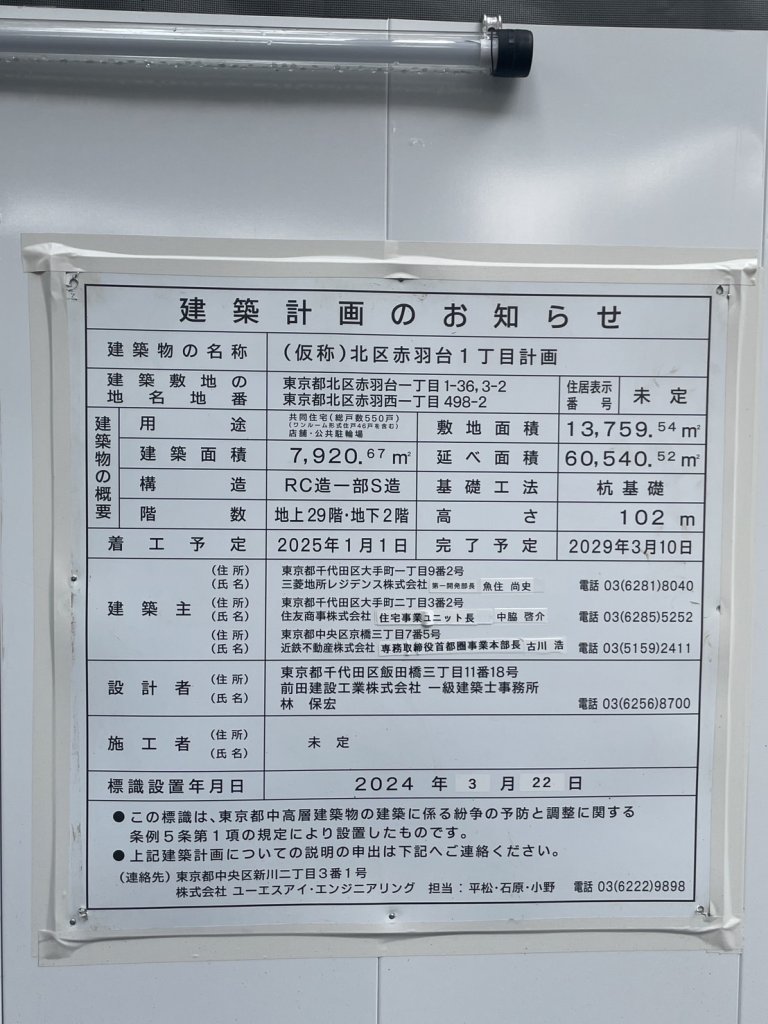 建築計画のお知らせ
建築物の名称 （仮称）北区赤羽台１丁目計画
建築敷地の地名地番 東京都北区赤羽台一丁目1-36,3-2
東京都北区赤羽西一丁目498-2
住居表示番号 未定
建築物の概要
用途 共同住宅（総戸数550戸）
（ワンルーム形式住戸46戸を含む）
店舗・公共駐輪場
敷地面積 13,759.54㎡
建築面積 7,920.67㎡ 延べ面積 60,540.52㎡
構造 RC造一部S造 基礎工法 杭基礎
階数 地上29階・地下2階 高さ 102m
着工予定 2025年1月1日 完了予定 2029年3月10日
建築主
（住所） 東京都千代田区大手町一丁目9番2号
（氏名） 三菱地所レジデンス株式会社 第一開発部長 魚住 尚史 電話 03(6281)8040
（住所） 東京都千代田区大手町二丁目3番2号
（氏名） 住友商事株式会社 住宅事業ユニット長 中脇 啓介 電話 03(6285)5252
（住所） 東京都中央区京橋三丁目7番5号
（氏名） 近鉄不動産株式会社 専務取締役首都圏事業本部長 古川 浩 電話 03(5159)2411
設計者
（住所） 東京都千代田区飯田橋三丁目11番18号
（氏名） 前田建設工業株式会社 一級建築士事務所
林 保宏 電話 03(6256)8700
施工者 （住所）（氏名） 未定
標識設置年月日 2024年3月22日
●この標識は、東京都中高層建築物の建築に係る紛争の予防と調整に関する
条例５条第１項の規定により設置したものです。
●上記建築計画についての説明の申出は下記へご連絡ください。
（連絡先）東京都中央区新川二丁目３番１号
株式会社 ユーエスアイ・エンジニアリング 担当：平松・石原・小野 電話 03(6222)9898